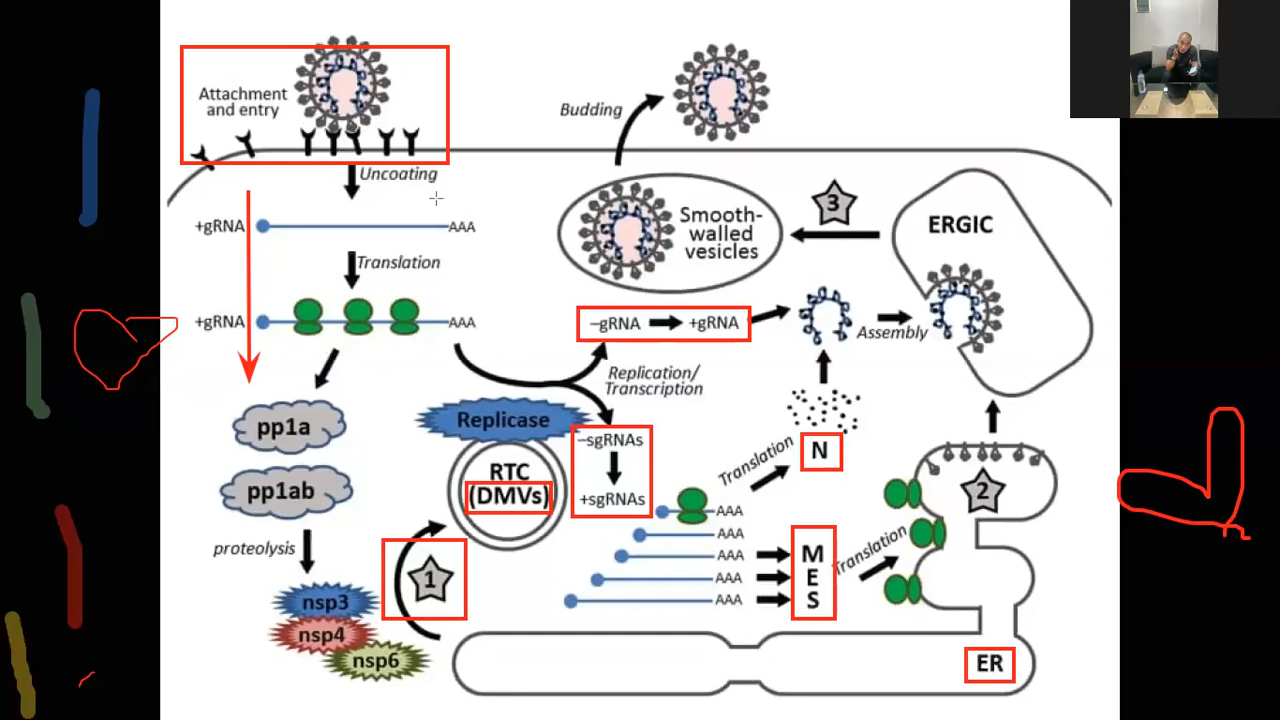 Attachment
and entry
Uncoating
+gRNA
AAA
Translation
+gRNA
AAA
pp1a
pp1ab
proteolysis
nsp3
nsp4
nsp6
1
Replicase
RTC
(DMVs)
Replication/
Transcription
–gRNA
+gRNA
–sgRNAs
+sgRNAs
AAA
AAA
AAA
AAA
AAA
Translation
N
M
E
S
Translation
ER
2
Assembly
ERGIC
3
Smooth-
walled
vesicles
Budding